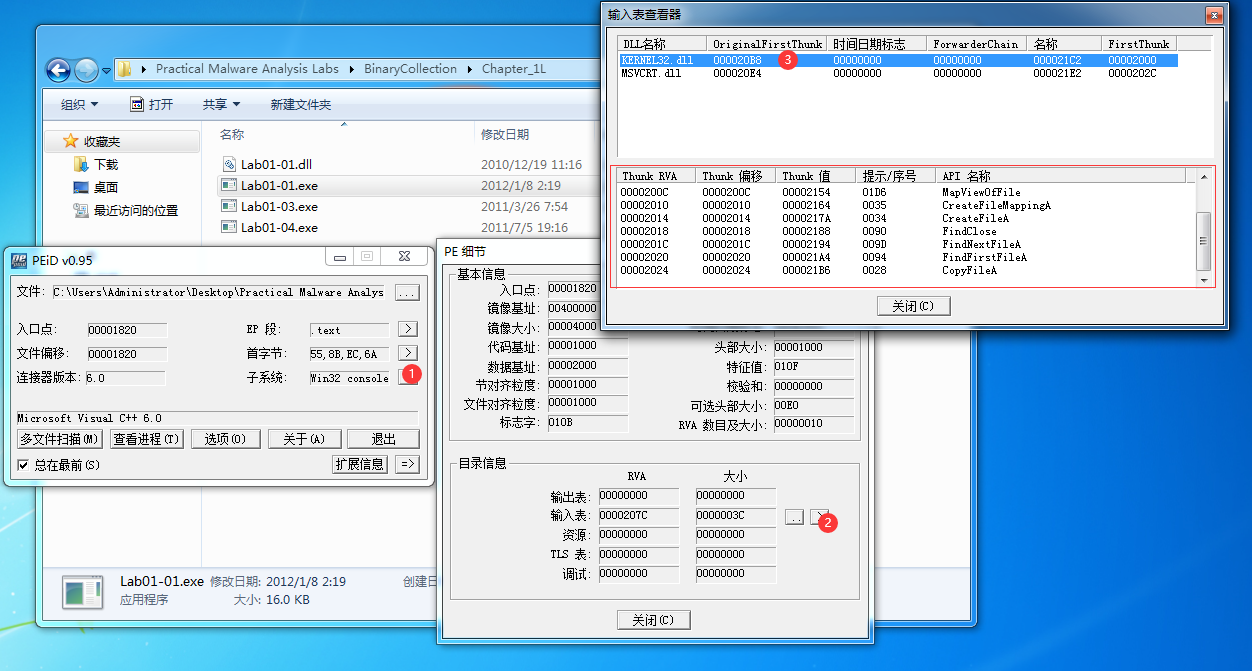 Practical Malware Analysis Labs BinaryCollection Chapter_1L
组织 打开 共享 新建文件夹
收藏夹
下载
桌面
最近访问的位置
名称 修改日期
Lab01-01.dll 2010/12/19 11:16
Lab01-01.exe 2012/1/8 2:19
Lab01-03.exe 2011/3/26 7:54
Lab01-04.exe 2011/7/5 19:16
Lab01-01.exe 修改日期: 2012/1/8 2:19 创建日
应用程序 大小: 16.0 KB
PEiD v0.95
文件: C:\Users\Administrator\Desktop\Practical Malware Analys ...
入口点: 00001820 EP 段: .text >
文件偏移: 00001820 首字节: 55,8B,EC,6A >
连接器版本: 6.0 子系统: Win32 console 1
Microsoft Visual C++ 6.0
多文件扫描(M) 查看进程(T) 选项(O) 关于(A) 退出
总在最前(S) 扩展信息 =>
PE 细节
基本信息
入口点: 00001820
镜像基址: 00400000
镜像大小: 00004000
代码基址: 00001000 头部大小: 00001000
数据基址: 00002000 特征值: 010F
节对齐粒度: 00001000 校验和: 00000000
文件对齐粒度: 00001000 可选头部大小: 00E0
标志字: 010B RVA 数目及大小: 00000010
目录信息
RVA 大小
输出表: 00000000 00000000
输入表: 0000207C 0000003C .. > 2
资源: 00000000 00000000
TLS 表: 00000000 00000000
调试: 00000000 00000000
关闭(C)
输入表查看器
DLL名称 OriginalFirstThunk 时间日期标志 ForwarderChain 名称 FirstThunk
KERNEL32.dll 000020B8 3 00000000 00000000 000021C2 00002000
MSVCRT.dll 000020E4 00000000 00000000 000021E2 0000202C
Thunk RVA Thunk 偏移 Thunk 值 提示/序号 API 名称
0000200C 0000200C 00002154 01D6 MapViewOfFile
00002010 00002010 00002164 0035 CreateFileMappingA
00002014 00002014 0000217A 0034 CreateFileA
00002018 00002018 00002188 0090 FindClose
0000201C 0000201C 00002194 009D FindNextFileA
00002020 00002020 000021A4 0094 FindFirstFileA
00002024 00002024 000021B6 0028 CopyFileA
关闭(C)